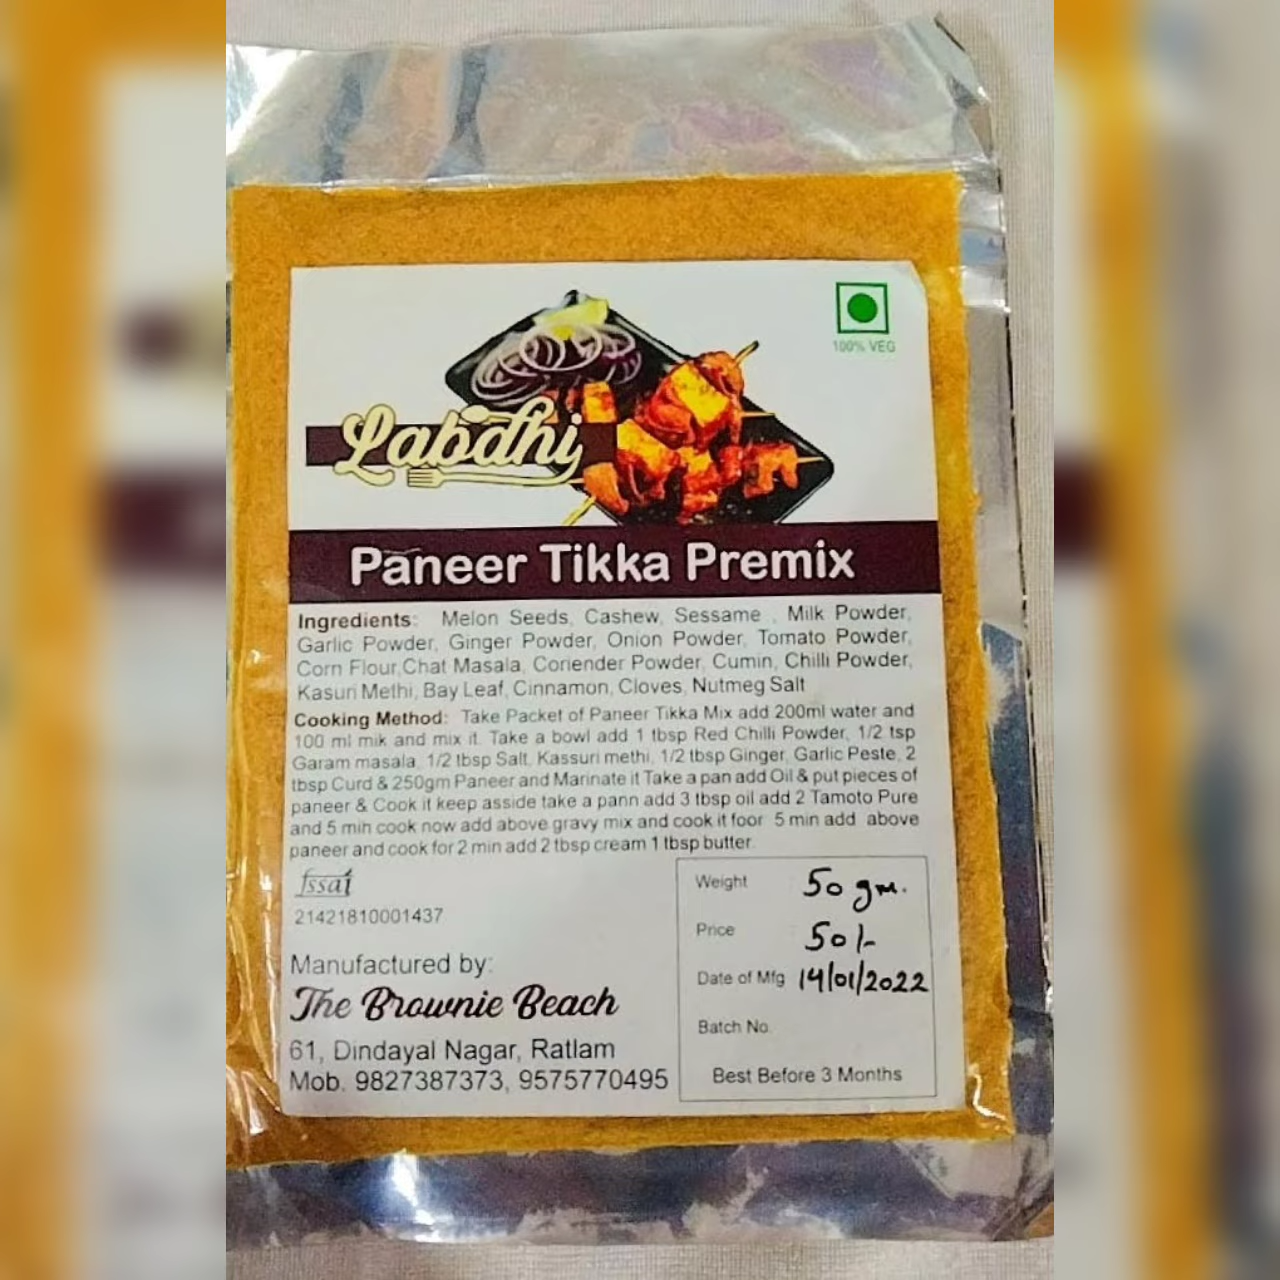 100% VEG
Labdhi
Paneer Tikka Premix
Ingredients: Melon Seeds, Cashew, Sessame , Milk Powder,
Garlic Powder, Ginger Powder, Onion Powder, Tomato Powder,
Corn Flour,Chat Masala, Coriender Powder, Cumin, Chilli Powder,
Kasuri Methi, Bay Leaf, Cinnamon, Cloves, Nutmeg Salt
Cooking Method: Take Packet of Paneer Tikka Mix add 200ml water and
100 ml mik and mix it. Take a bowl add 1 tbsp Red Chilli Powder, 1/2 tsp
Garam masala, 1/2 tbsp Salt, Kassuri methi, 1/2 tbsp Ginger, Garlic Peste, 2
tbsp Curd & 250gm Paneer and Marinate it Take a pan add Oil & put pieces of
paneer & Cook it keep asside take a pann add 3 tbsp oil add 2 Tamoto Pure
and 5 min cook now add above gravy mix and cook it foor 5 min add above
paneer and cook for 2 min add 2 tbsp cream 1 tbsp butter.
fssai
21421810001437
Manufactured by:
The Brownie Beach
61, Dindayal Nagar, Ratlam
Mob. 9827387373, 9575770495
Weight 50 gm.
Price 50/-
Date of Mfg 14/01/2022
Batch No.
Best Before 3 Months